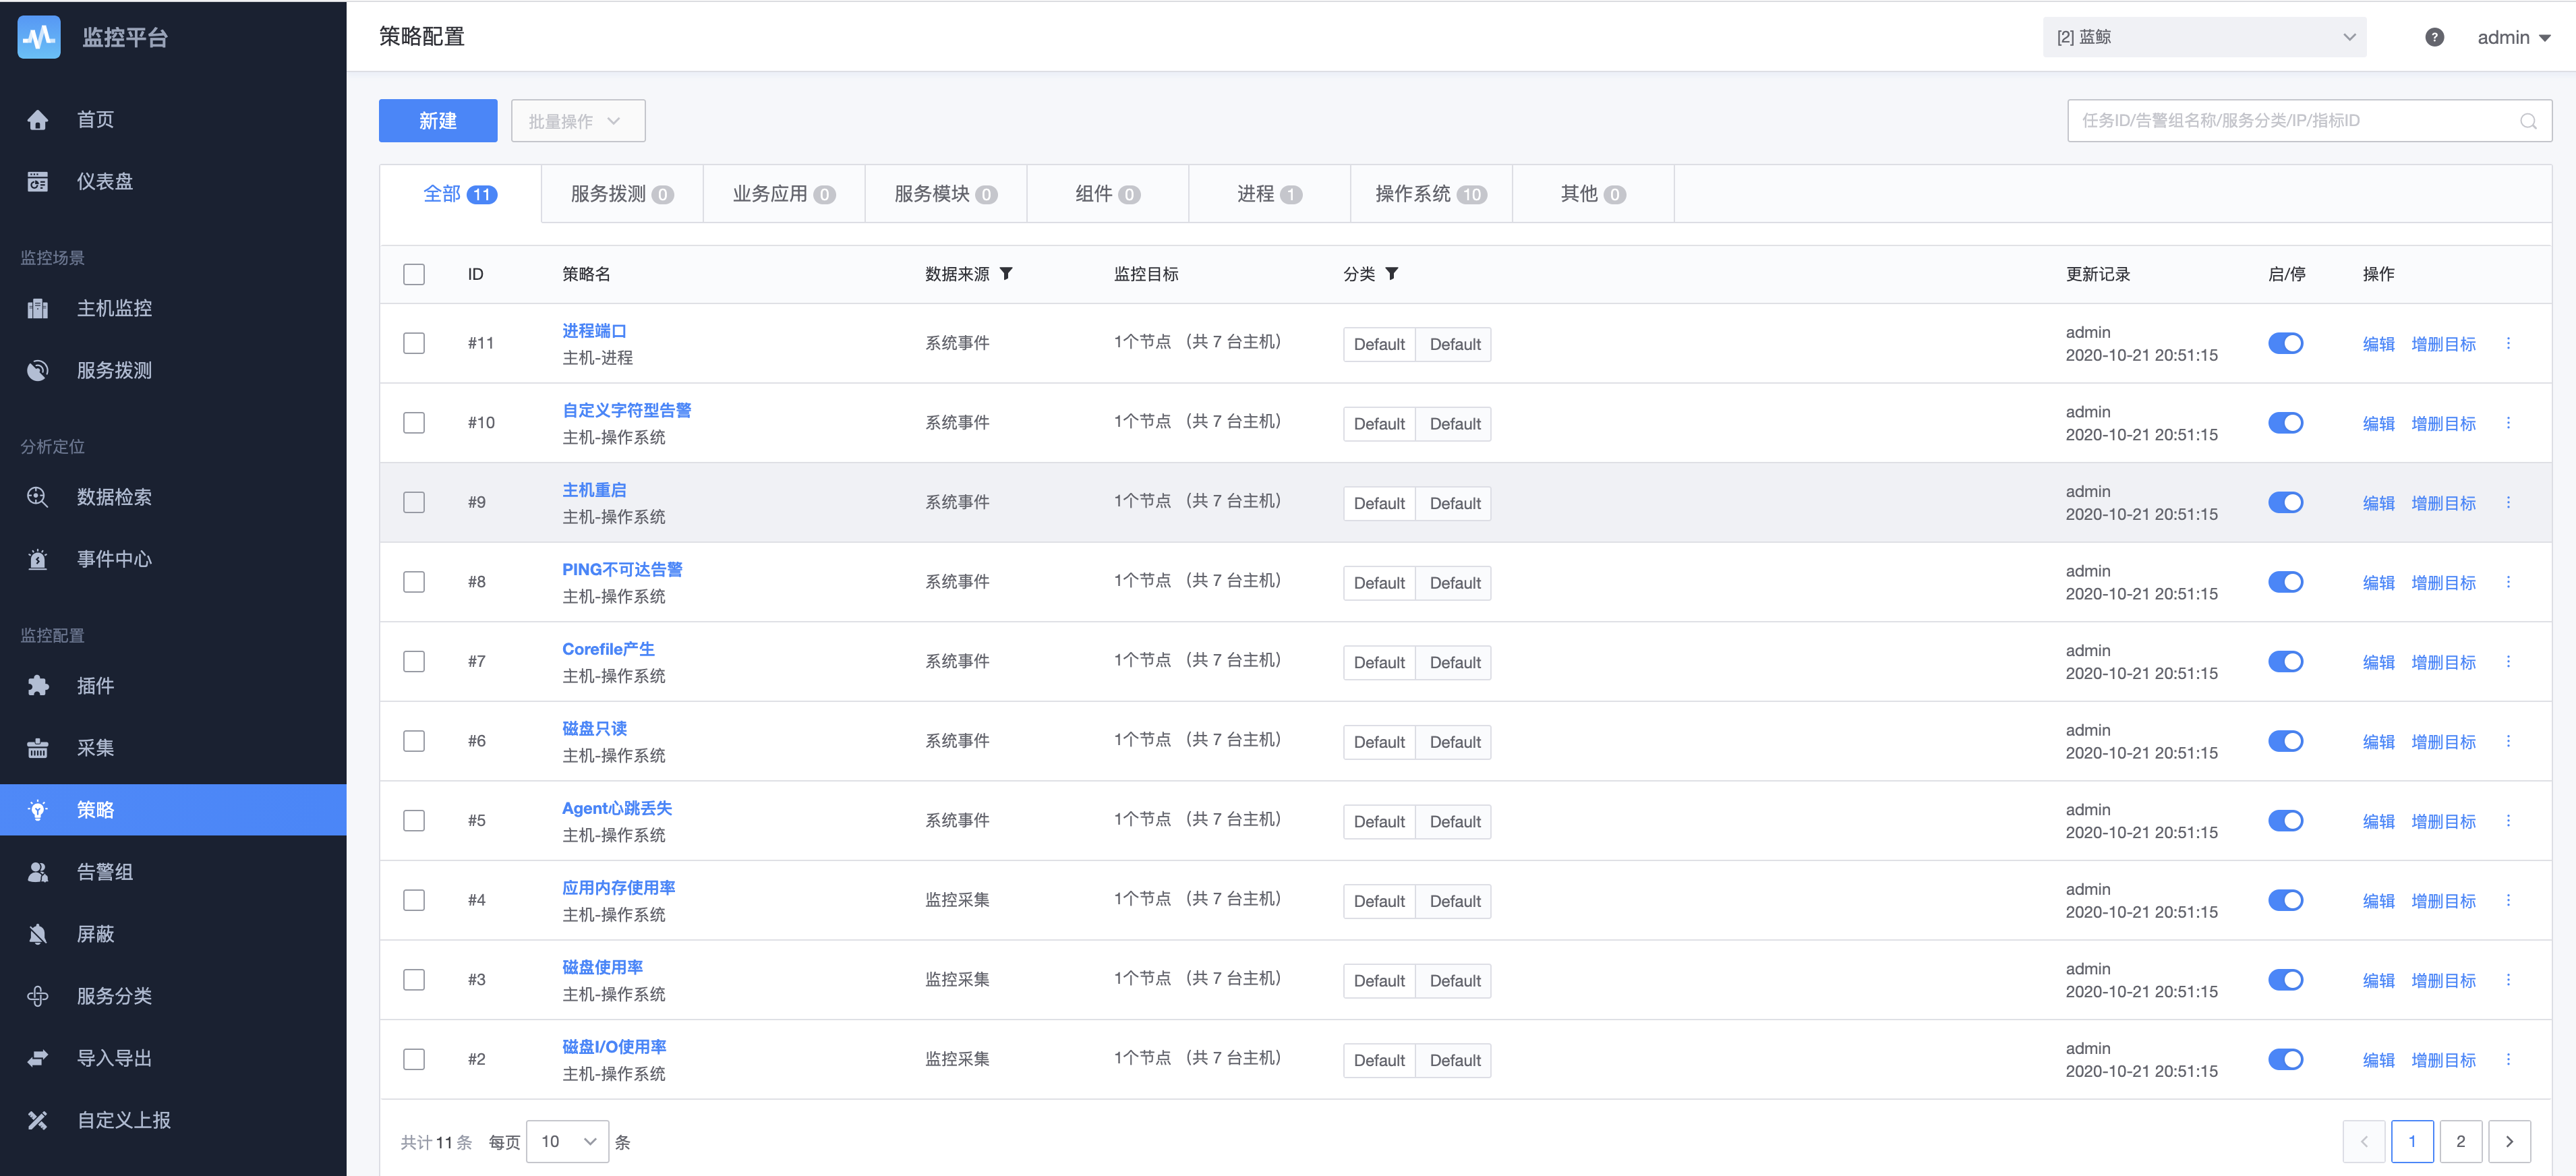 监控平台
首页
仪表盘
监控场景
主机监控
服务拨测
分析定位
数据检索
事件中心
监控配置
插件
采集
策略
告警组
屏蔽
服务分类
导入导出
自定义上报
策略配置
[2] 蓝鲸
? admin
新建
批量操作
任务ID/告警组名称/服务分类/IP/指标ID
全部 11 服务拨测 0 业务应用 0 服务模块 0 组件 0 进程 1 操作系统 10 其他 0
ID 策略名 数据来源 监控目标 分类 更新记录 启/停 操作
#11 进程端口 系统事件 1个节点 （共 7 台主机） Default Default admin 编辑 增删目标
主机-进程 2020-10-21 20:51:15
#10 自定义字符型告警 系统事件 1个节点 （共 7 台主机） Default Default admin 编辑 增删目标
主机-操作系统 2020-10-21 20:51:15
#9 主机重启 系统事件 1个节点 （共 7 台主机） Default Default admin 编辑 增删目标
主机-操作系统 2020-10-21 20:51:15
#8 PING不可达告警 系统事件 1个节点 （共 7 台主机） Default Default admin 编辑 增删目标
主机-操作系统 2020-10-21 20:51:15
#7 Corefile产生 系统事件 1个节点 （共 7 台主机） Default Default admin 编辑 增删目标
主机-操作系统 2020-10-21 20:51:15
#6 磁盘只读 系统事件 1个节点 （共 7 台主机） Default Default admin 编辑 增删目标
主机-操作系统 2020-10-21 20:51:15
#5 Agent心跳丢失 系统事件 1个节点 （共 7 台主机） Default Default admin 编辑 增删目标
主机-操作系统 2020-10-21 20:51:15
#4 应用内存使用率 监控采集 1个节点 （共 7 台主机） Default Default admin 编辑 增删目标
主机-操作系统 2020-10-21 20:51:15
#3 磁盘使用率 监控采集 1个节点 （共 7 台主机） Default Default admin 编辑 增删目标
主机-操作系统 2020-10-21 20:51:15
#2 磁盘I/O使用率 监控采集 1个节点 （共 7 台主机） Default Default admin 编辑 增删目标
主机-操作系统 2020-10-21 20:51:15
共计 11 条 每页 10 条 1 2